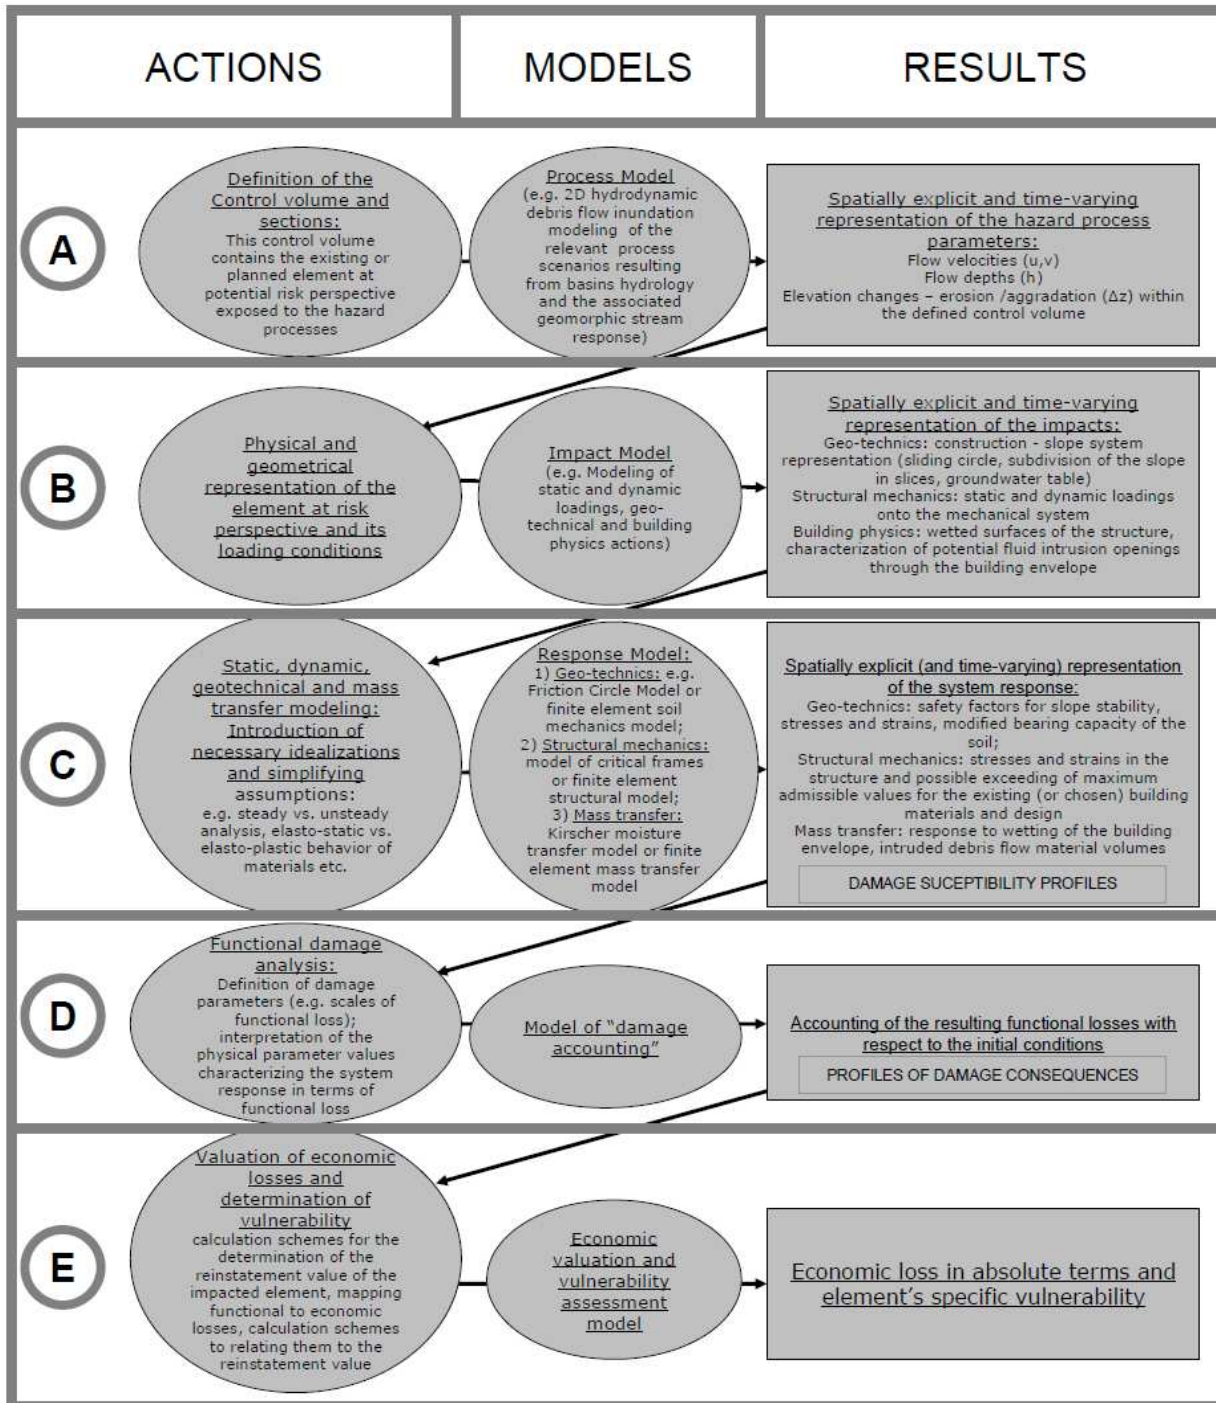 ACTIONS
MODELS
RESULTS
A
Definition of the
Control volume and
sections:
This control volume
contains the existing or
planned element at
potential risk perspective
exposed to the hazard
processes
Process Model
(e.g. 2D hydrodynamic
debris flow inundation
modeling of the
relevant process
scenarios resulting
from basins hydrology
and the associated
geomorphic stream
response)
Spatially explicit and time-varying
representation of the hazard process
parameters:
Flow velocities (u,v)
Flow depths (h)
Elevation changes – erosion /aggradation (Δz) within
the defined control volume
B
Physical and
geometrical
representation of the
element at risk
perspective and its
loading conditions
Impact Model
(e.g. Modeling of
static and dynamic
loadings, geo-
technical and building
physics actions)
Spatially explicit and time-varying
representation of the impacts:
Geo-technics: construction - slope system
representation (sliding circle, subdivision of the slope
in slices, groundwater table)
Structural mechanics: static and dynamic loadings
onto the mechanical system
Building physics: wetted surfaces of the structure,
characterization of potential fluid intrusion openings
through the building envelope
C
Static, dynamic,
geotechnical and mass
transfer modeling:
Introduction of
necessary idealizations
and simplifying
assumptions:
e.g. steady vs. unsteady
analysis, elasto-static vs.
elasto-plastic behavior of
materials etc.
Response Model:
1) Geo-technics: e.g.
Friction Circle Model or
finite element soil
mechanics model;
2) Structural mechanics:
model of critical frames
or finite element
structural model;
3) Mass transfer:
Kirscher moisture
transfer model or finite
element mass transfer
model
Spatially explicit (and time-varying) representation
of the system response:
Geo-technics: safety factors for slope stability,
stresses and strains, modified bearing capacity of the
soil;
Structural mechanics: stresses and strains in the
structure and possible exceeding of maximum
admissible values for the existing (or chosen) building
materials and design
Mass transfer: response to wetting of the building
envelope, intruded debris flow material volumes
DAMAGE SUCEPTIBILITY PROFILES
D
Functional damage
analysis:
Definition of damage
parameters (e.g. scales of
functional loss);
interpretation of the
physical parameter values
characterizing the system
response in terms of
functional loss
Model of “damage
accounting”
Accounting of the resulting functional losses with
respect to the initial conditions
PROFILES OF DAMAGE CONSEQUENCES
E
Valuation of economic
losses and
determination of
vulnerability
calculation schemes for the
determination of the
reinstatement value of the
impacted element, mapping
functional to economic
losses, calculation schemes
to relating them to the
reinstatement value
Economic
valuation and
vulnerability
assessment
model
Economic loss in absolute terms and
element’s specific vulnerability